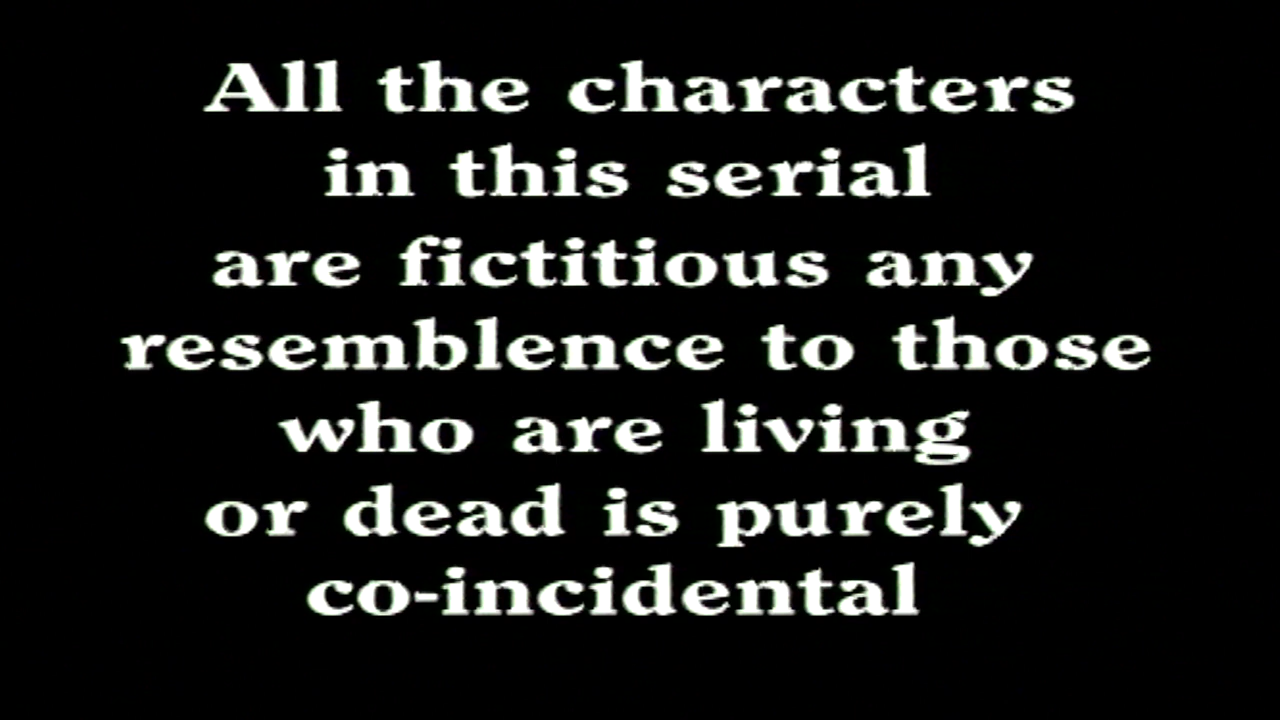 All the characters
in this serial
are fictitious any
resemblence to those
who are living
or dead is purely
co-incidental